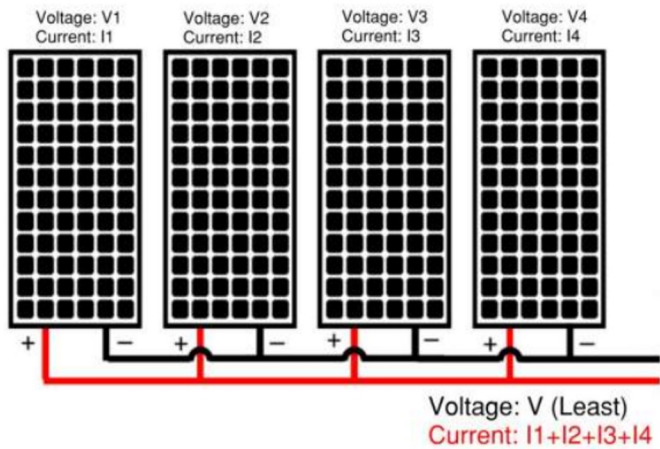 Voltage: V1
Current: I1
Voltage: V2
Current: I2
Voltage: V3
Current: I3
Voltage: V4
Current: I4
+ − + − + − + −
Voltage: V (Least)
Current: I1+I2+I3+I4